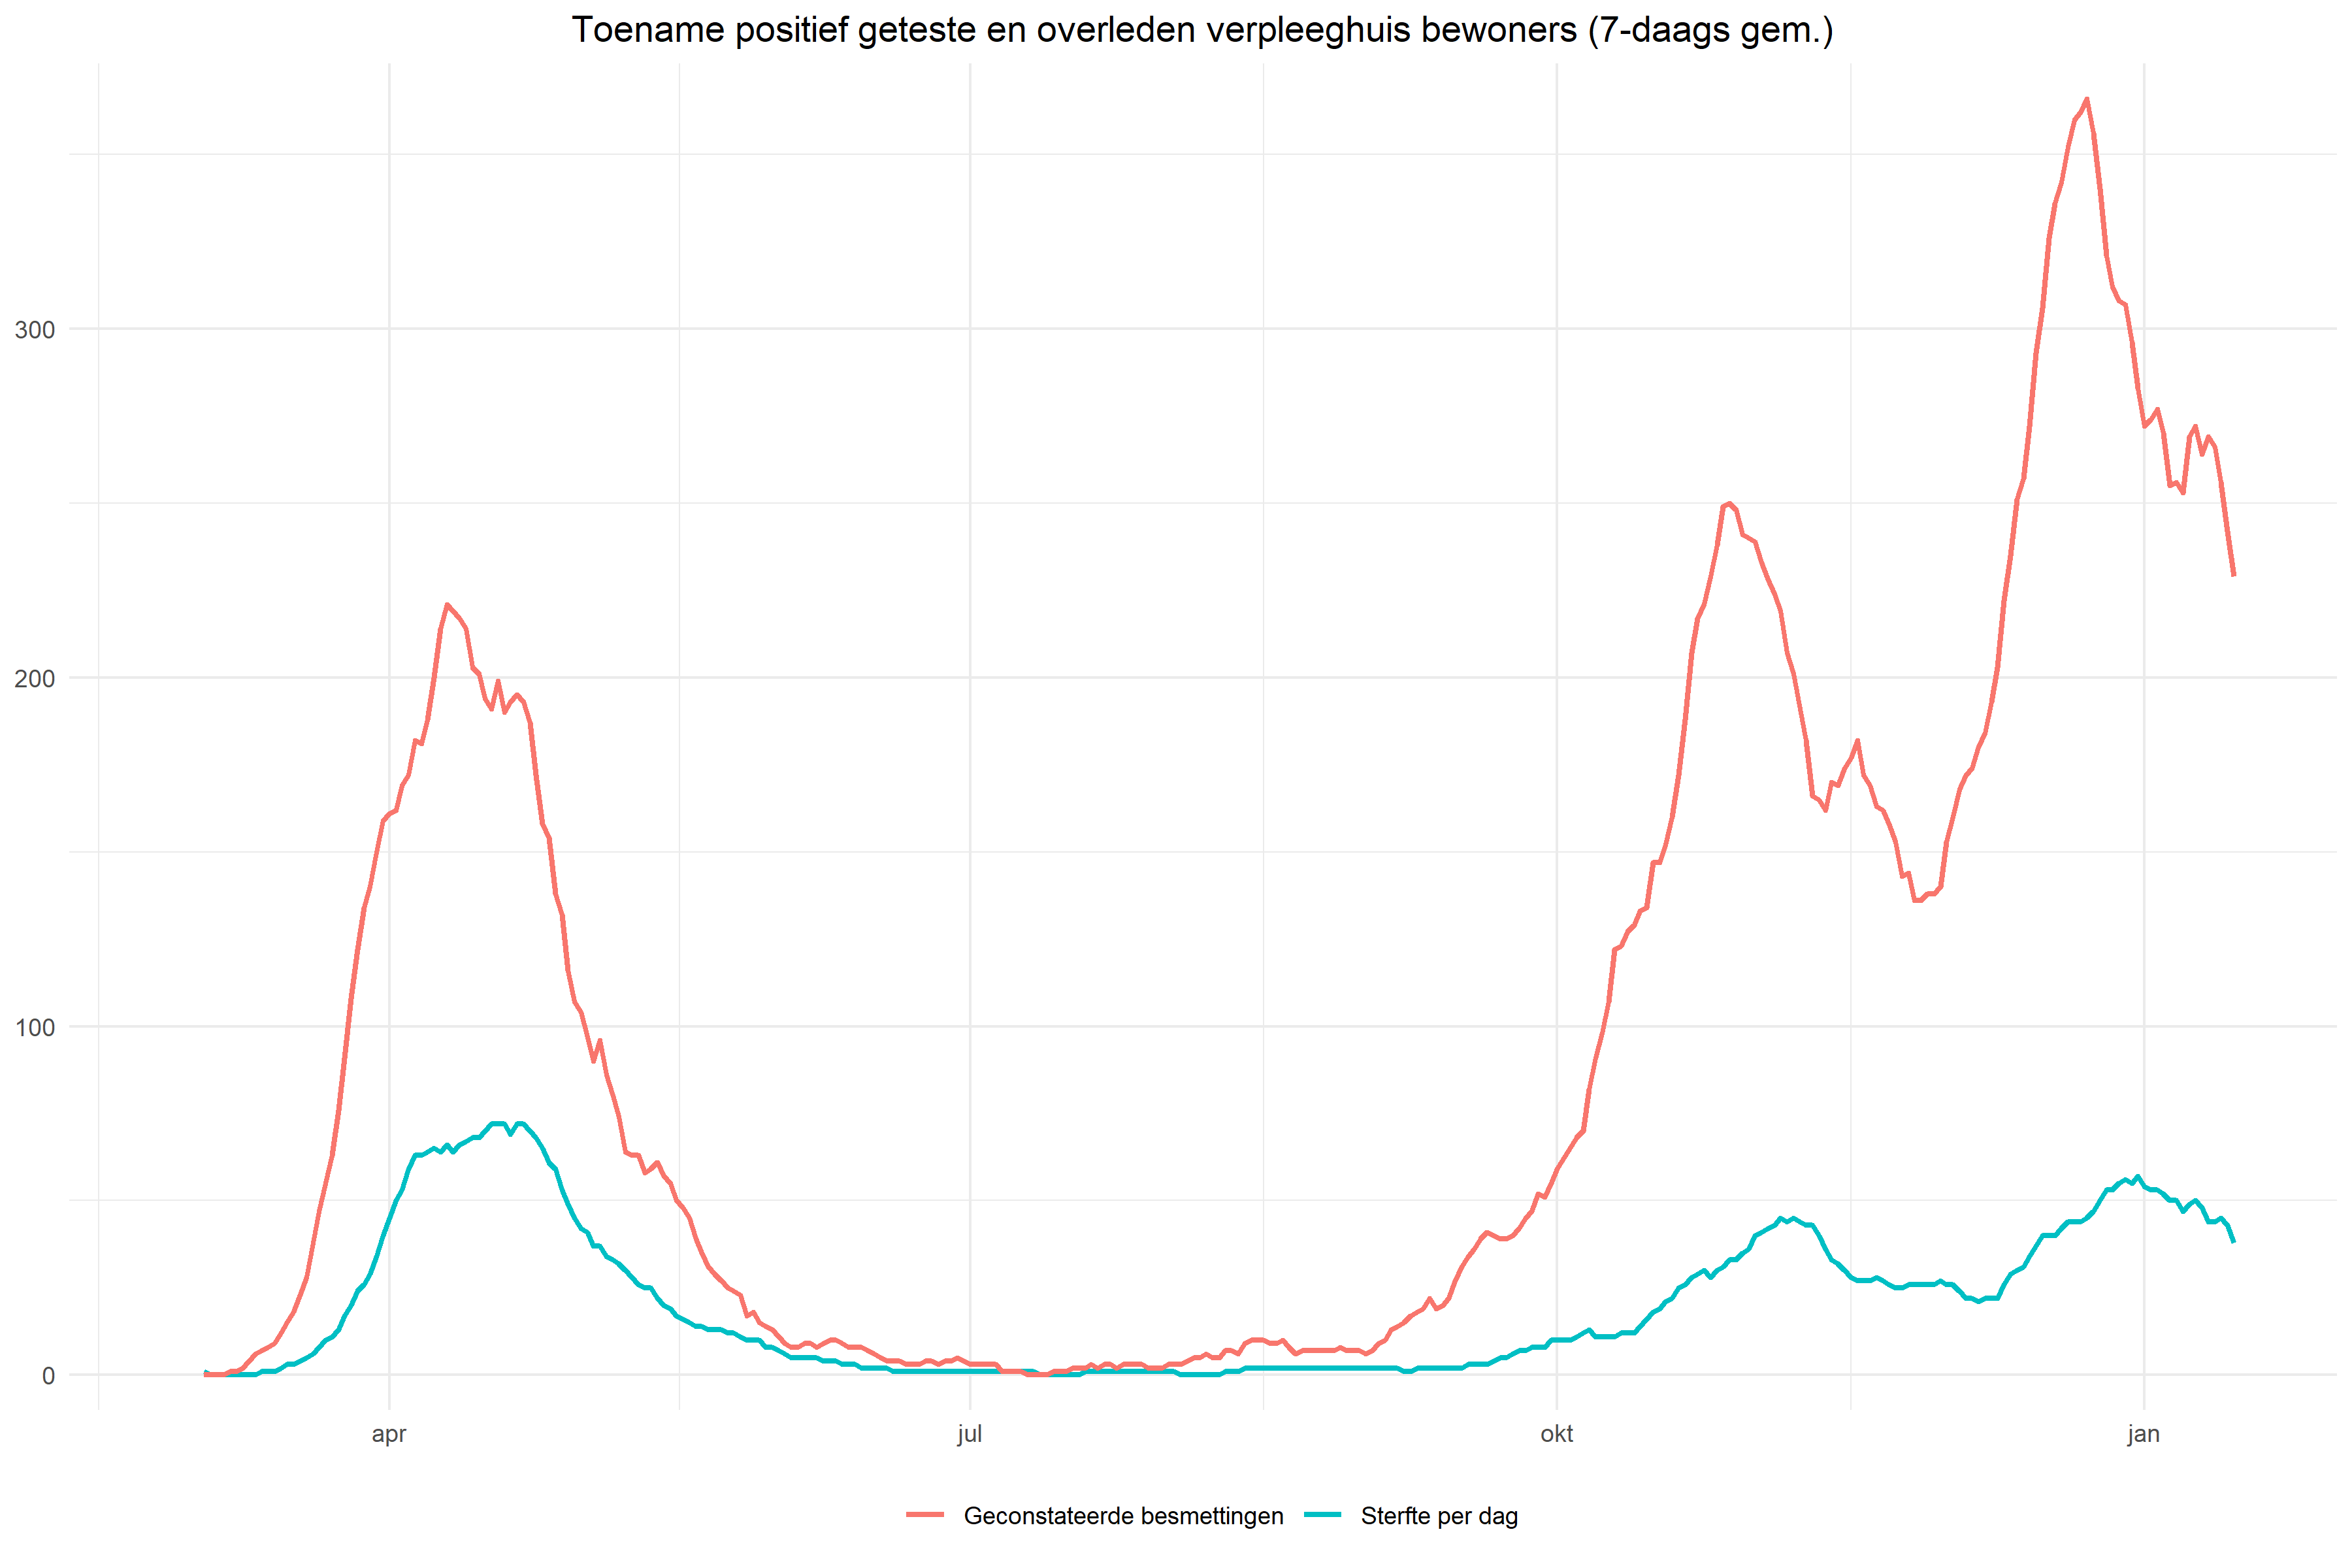 Toename positief geteste en overleden verpleeghuis bewoners (7-daags gem.)
300
200
100
0
apr jul okt jan
Geconstateerde besmettingen Sterfte per dag